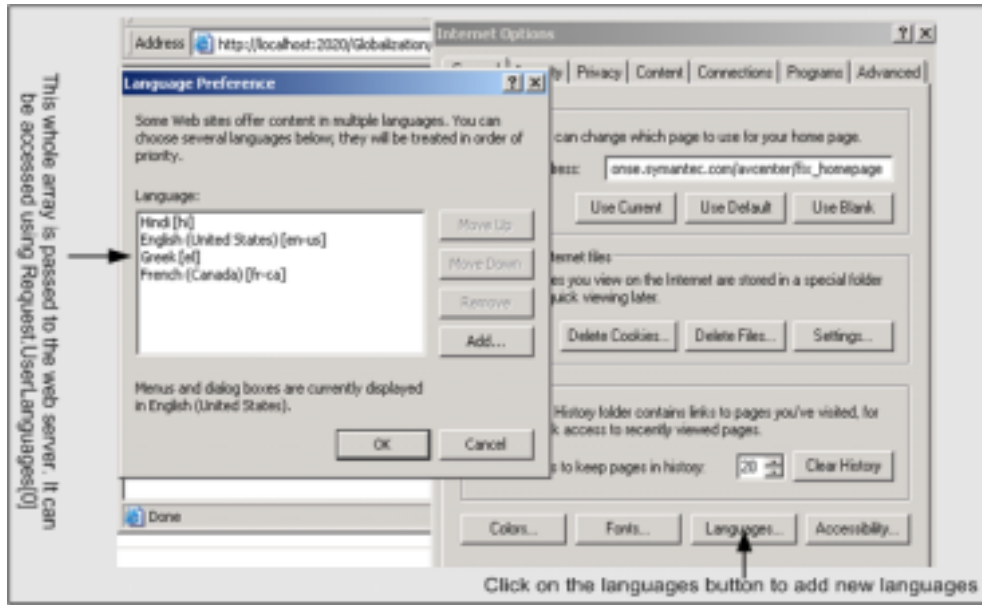 Address http://localhost:2020/Globalization/
Internet Options
Privacy Content Connections Programs Advanced
Language Preference
Some Web sites offer content in multiple languages. You can
choose several languages below; they will be treated in order of
priority.
Language:
Hindi [hi]
English (United States) [en-us]
Greek [el]
French (Canada) [fr-ca]
Move Up
Move Down
Remove
Add...
Menus and dialog boxes are currently displayed
in English (United States).
OK
Cancel
can change which page to use for your home page.
onse.symantec.com/avcenter/fix_homepage
Use Current
Use Default
Use Blank
ternet files
es you view on the Internet are stored in a special folder
quick viewing later.
Delete Cookies...
Delete Files...
Settings...
History folder contains links to pages you've visited, for
k access to recently viewed pages.
s to keep pages in history:
20
Clear History
Colors...
Fonts...
Languages...
Accessibility...
Done
This whole array is passed to the web server. It can
be accessed using Request.UserLanguages[0]
Click on the languages button to add new languages